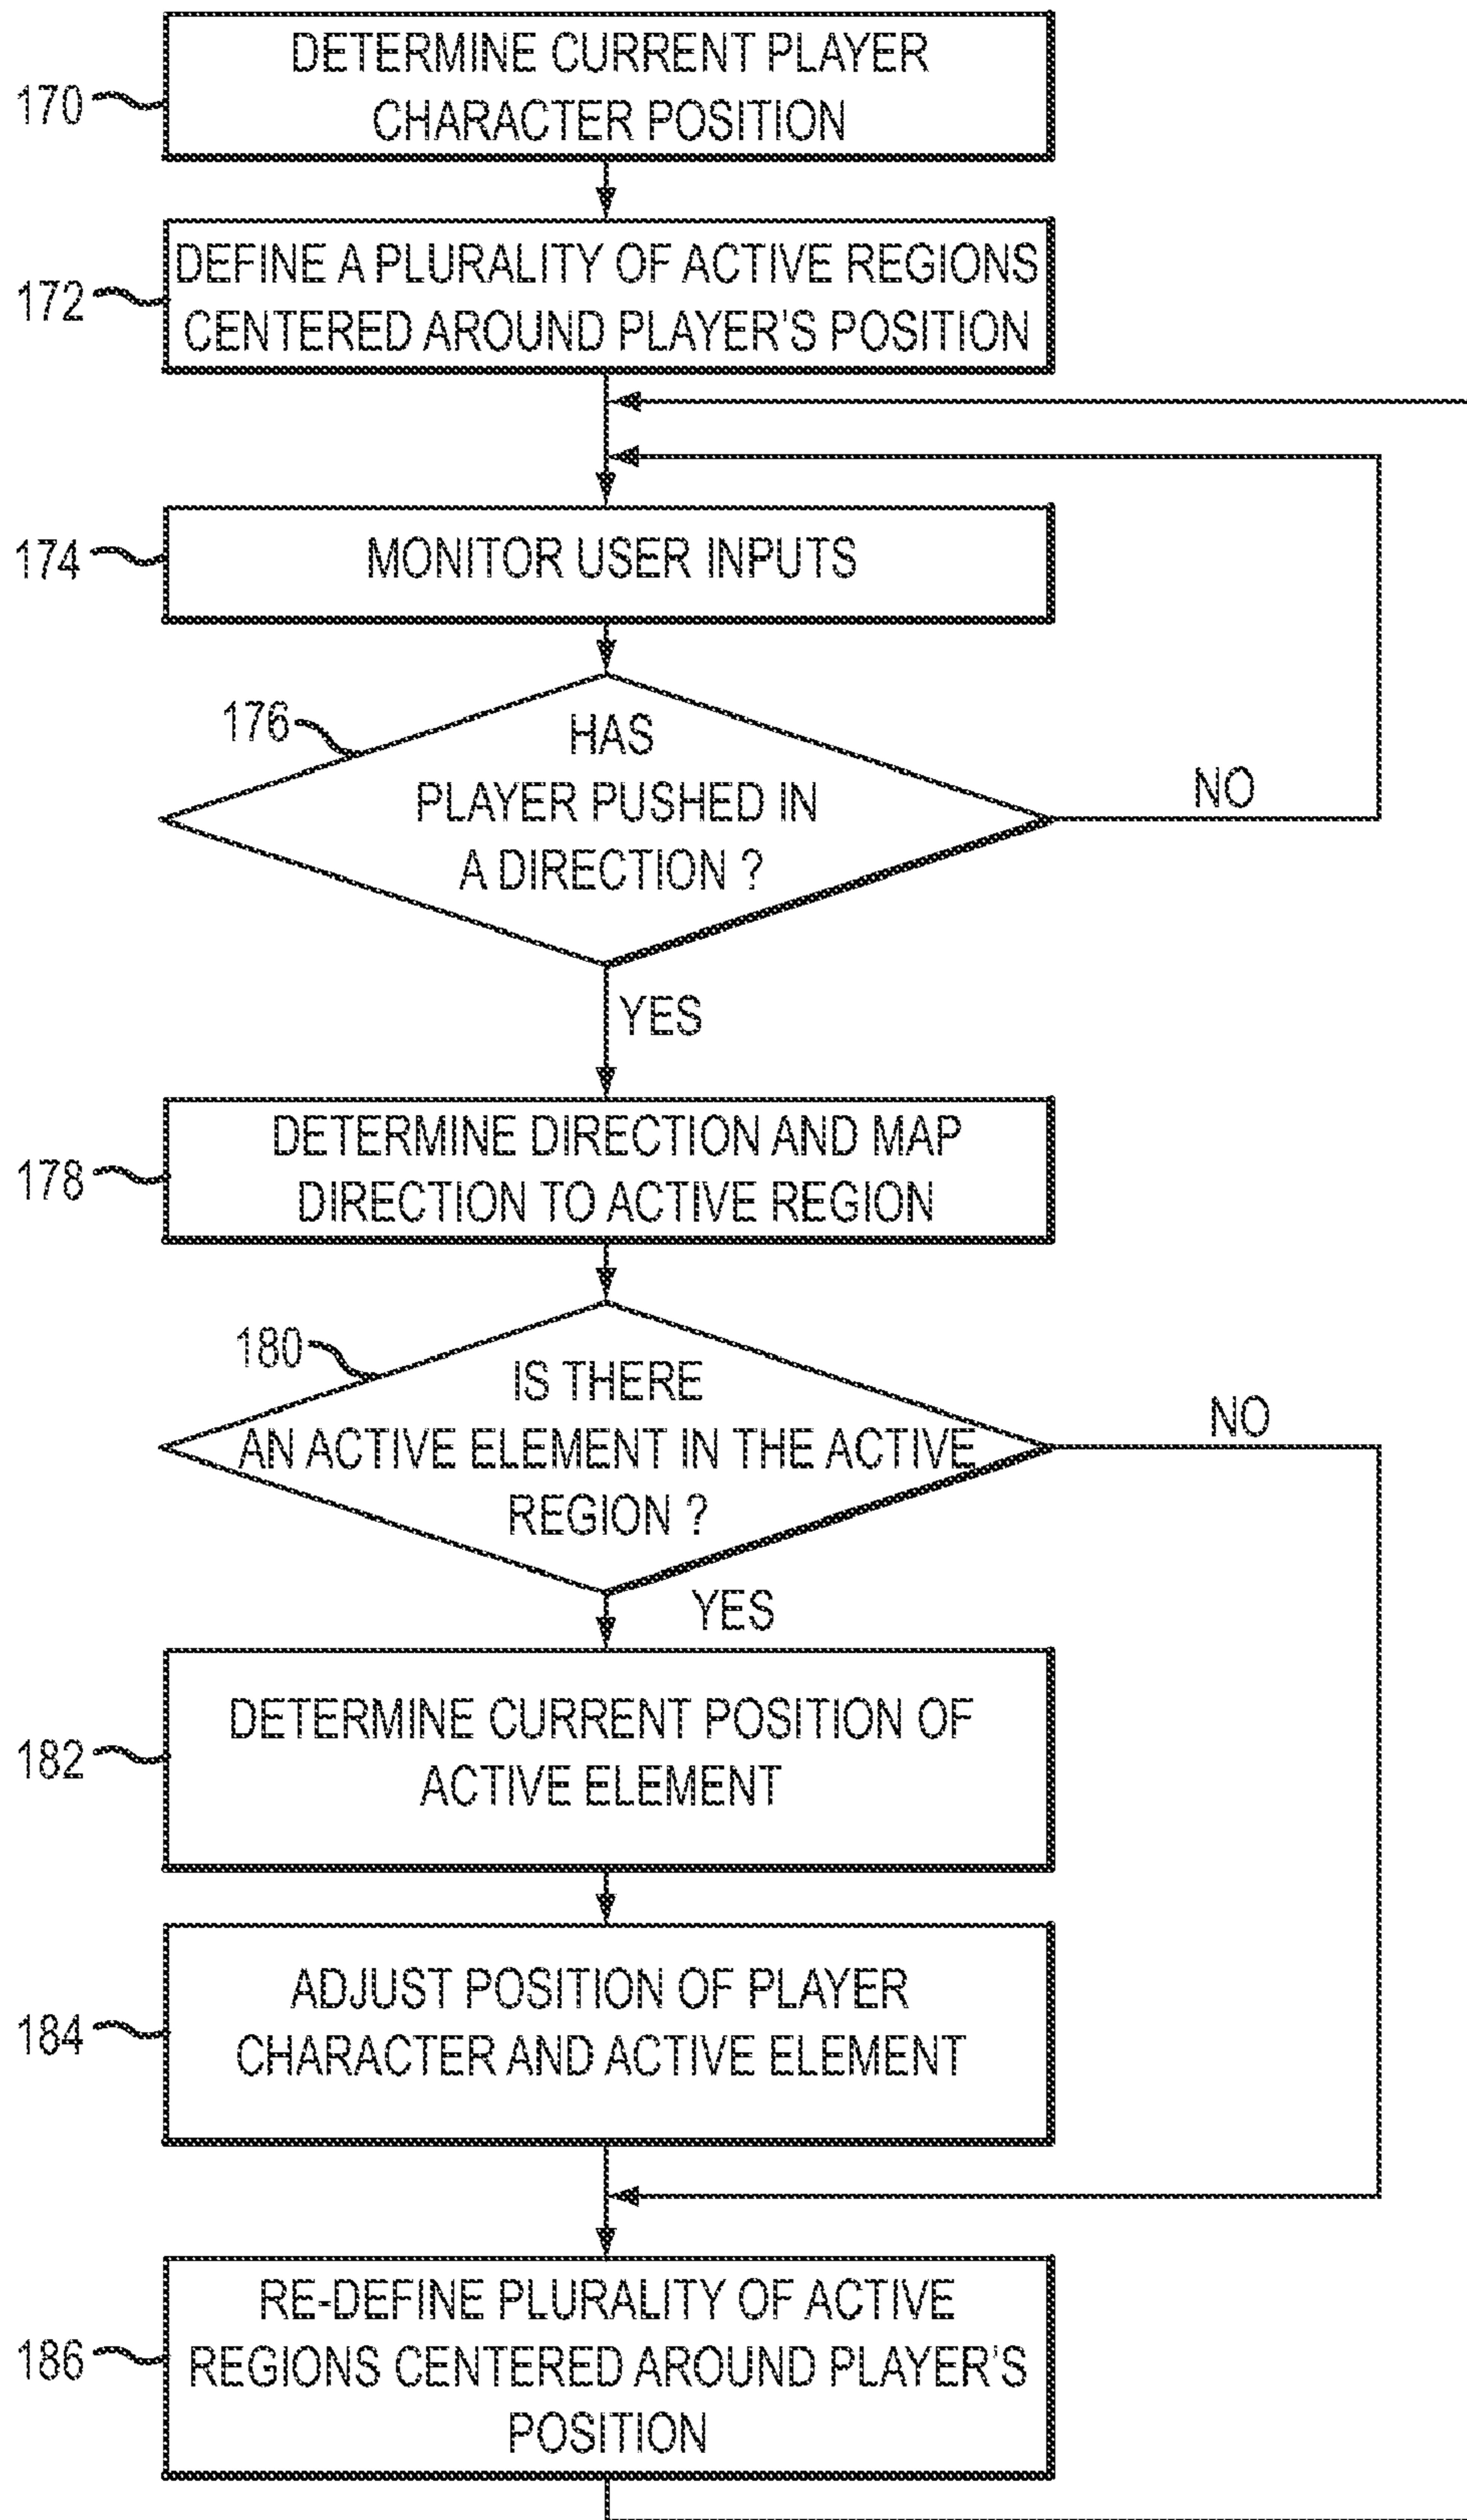 DETERMINE CURRENT PLAYER
CHARACTER POSITION
170
DEFINE A PLURALITY OF ACTIVE REGIONS
CENTERED AROUND PLAYER'S POSITION
172
MONITOR USER INPUTS
174
176
HAS
PLAYER PUSHED IN
A DIRECTION ?
NO
YES
DETERMINE DIRECTION AND MAP
DIRECTION TO ACTIVE REGION
178
180
IS THERE
AN ACTIVE ELEMENT IN THE ACTIVE
REGION ?
NO
YES
DETERMINE CURRENT POSITION OF
ACTIVE ELEMENT
182
ADJUST POSITION OF PLAYER
CHARACTER AND ACTIVE ELEMENT
184
RE-DEFINE PLURALITY OF ACTIVE
REGIONS CENTERED AROUND PLAYER'S
POSITION
186